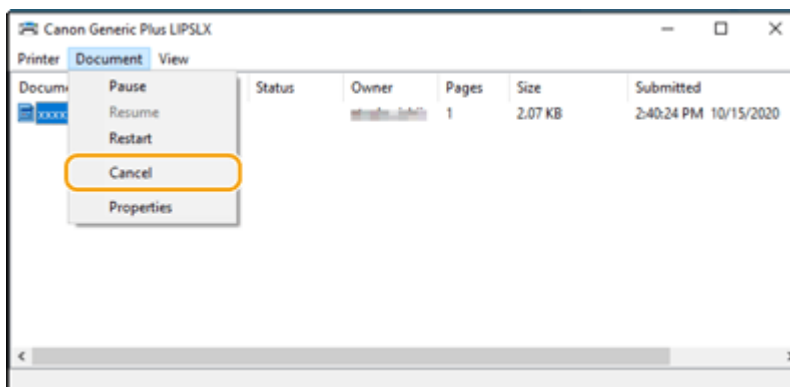 Canon Generic Plus LIPSLX
Printer Document View
Status Owner Pages Size Submitted
Pause
1 2.07 KB 2:40:24 PM 10/15/2020
Resume
Restart
Cancel
Properties